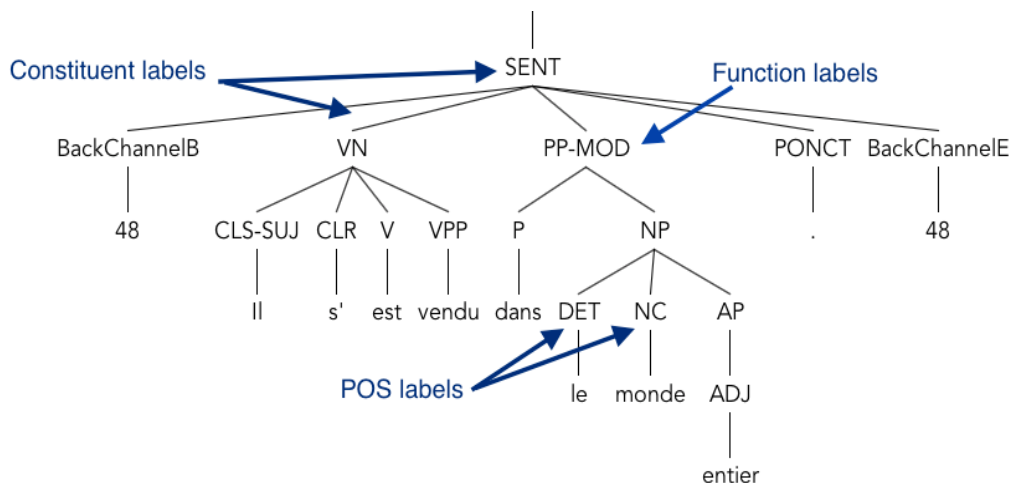 SENT
Constituent labels
Function labels
BackChannelB VN PP-MOD PONCT BackChannelE
48 CLS-SUJ CLR V VPP P NP . 48
Il s' est vendu dans DET NC AP
POS labels
le monde ADJ
entier